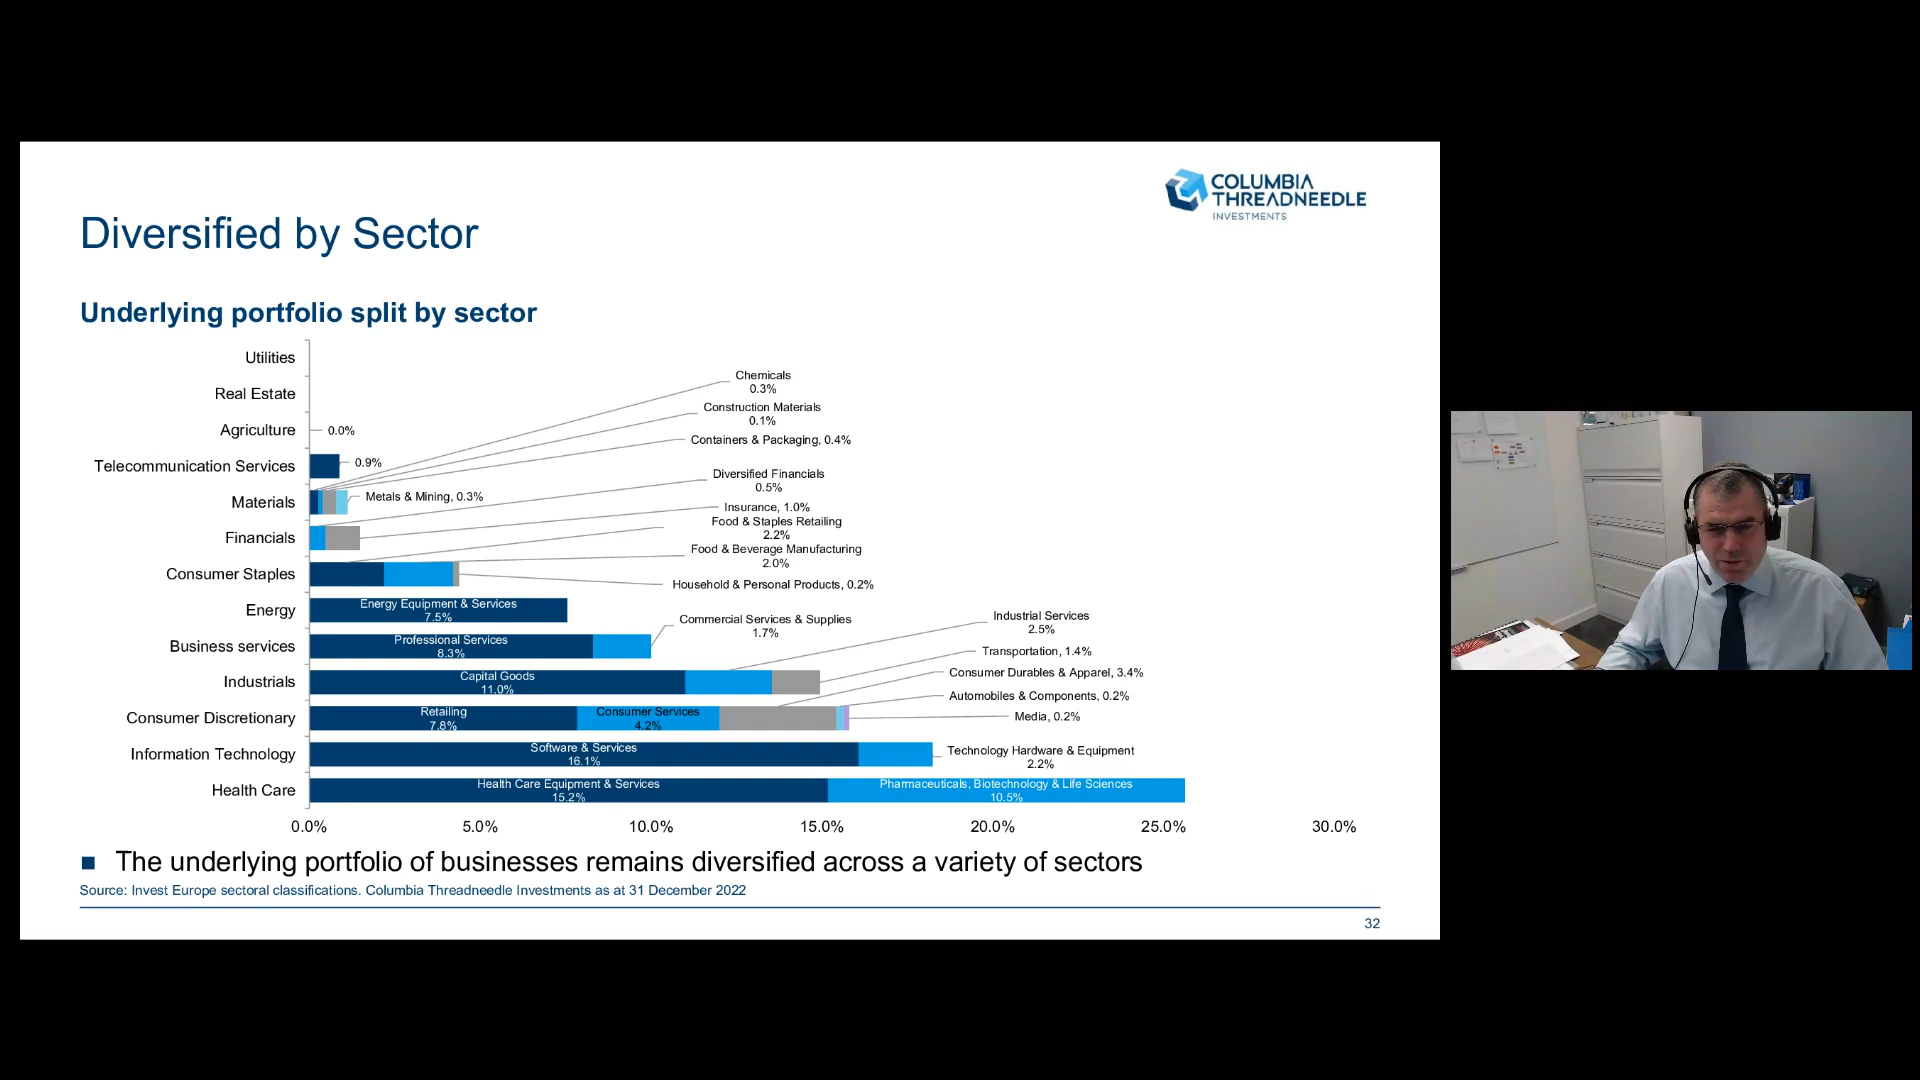 COLUMBIA
THREADNEEDLE
INVESTMENTS
Diversified by Sector
Underlying portfolio split by sector
Utilities
Real Estate
Agriculture
0.0%
Telecommunication Services
0.9%
Materials
Chemicals
0.3%
Construction Materials
0.1%
Containers & Packaging, 0.4%
Metals & Mining, 0.3%
Financials
Diversified Financials
0.5%
Insurance, 1.0%
Consumer Staples
Food & Staples Retailing
2.2%
Food & Beverage Manufacturing
2.0%
Household & Personal Products, 0.2%
Energy
Energy Equipment & Services
7.5%
Business services
Professional Services
8.3%
Commercial Services & Supplies
1.7%
Industrials
Capital Goods
11.0%
Industrial Services
2.5%
Transportation, 1.4%
Consumer Discretionary
Retailing
7.8%
Consumer Services
4.2%
Consumer Durables & Apparel, 3.4%
Automobiles & Components, 0.2%
Media, 0.2%
Information Technology
Software & Services
16.1%
Technology Hardware & Equipment
2.2%
Health Care
Health Care Equipment & Services
15.2%
Pharmaceuticals, Biotechnology & Life Sciences
10.5%
0.0% 5.0% 10.0% 15.0% 20.0% 25.0% 30.0%
The underlying portfolio of businesses remains diversified across a variety of sectors
Source: Invest Europe sectoral classifications. Columbia Threadneedle Investments as at 31 December 2022
32